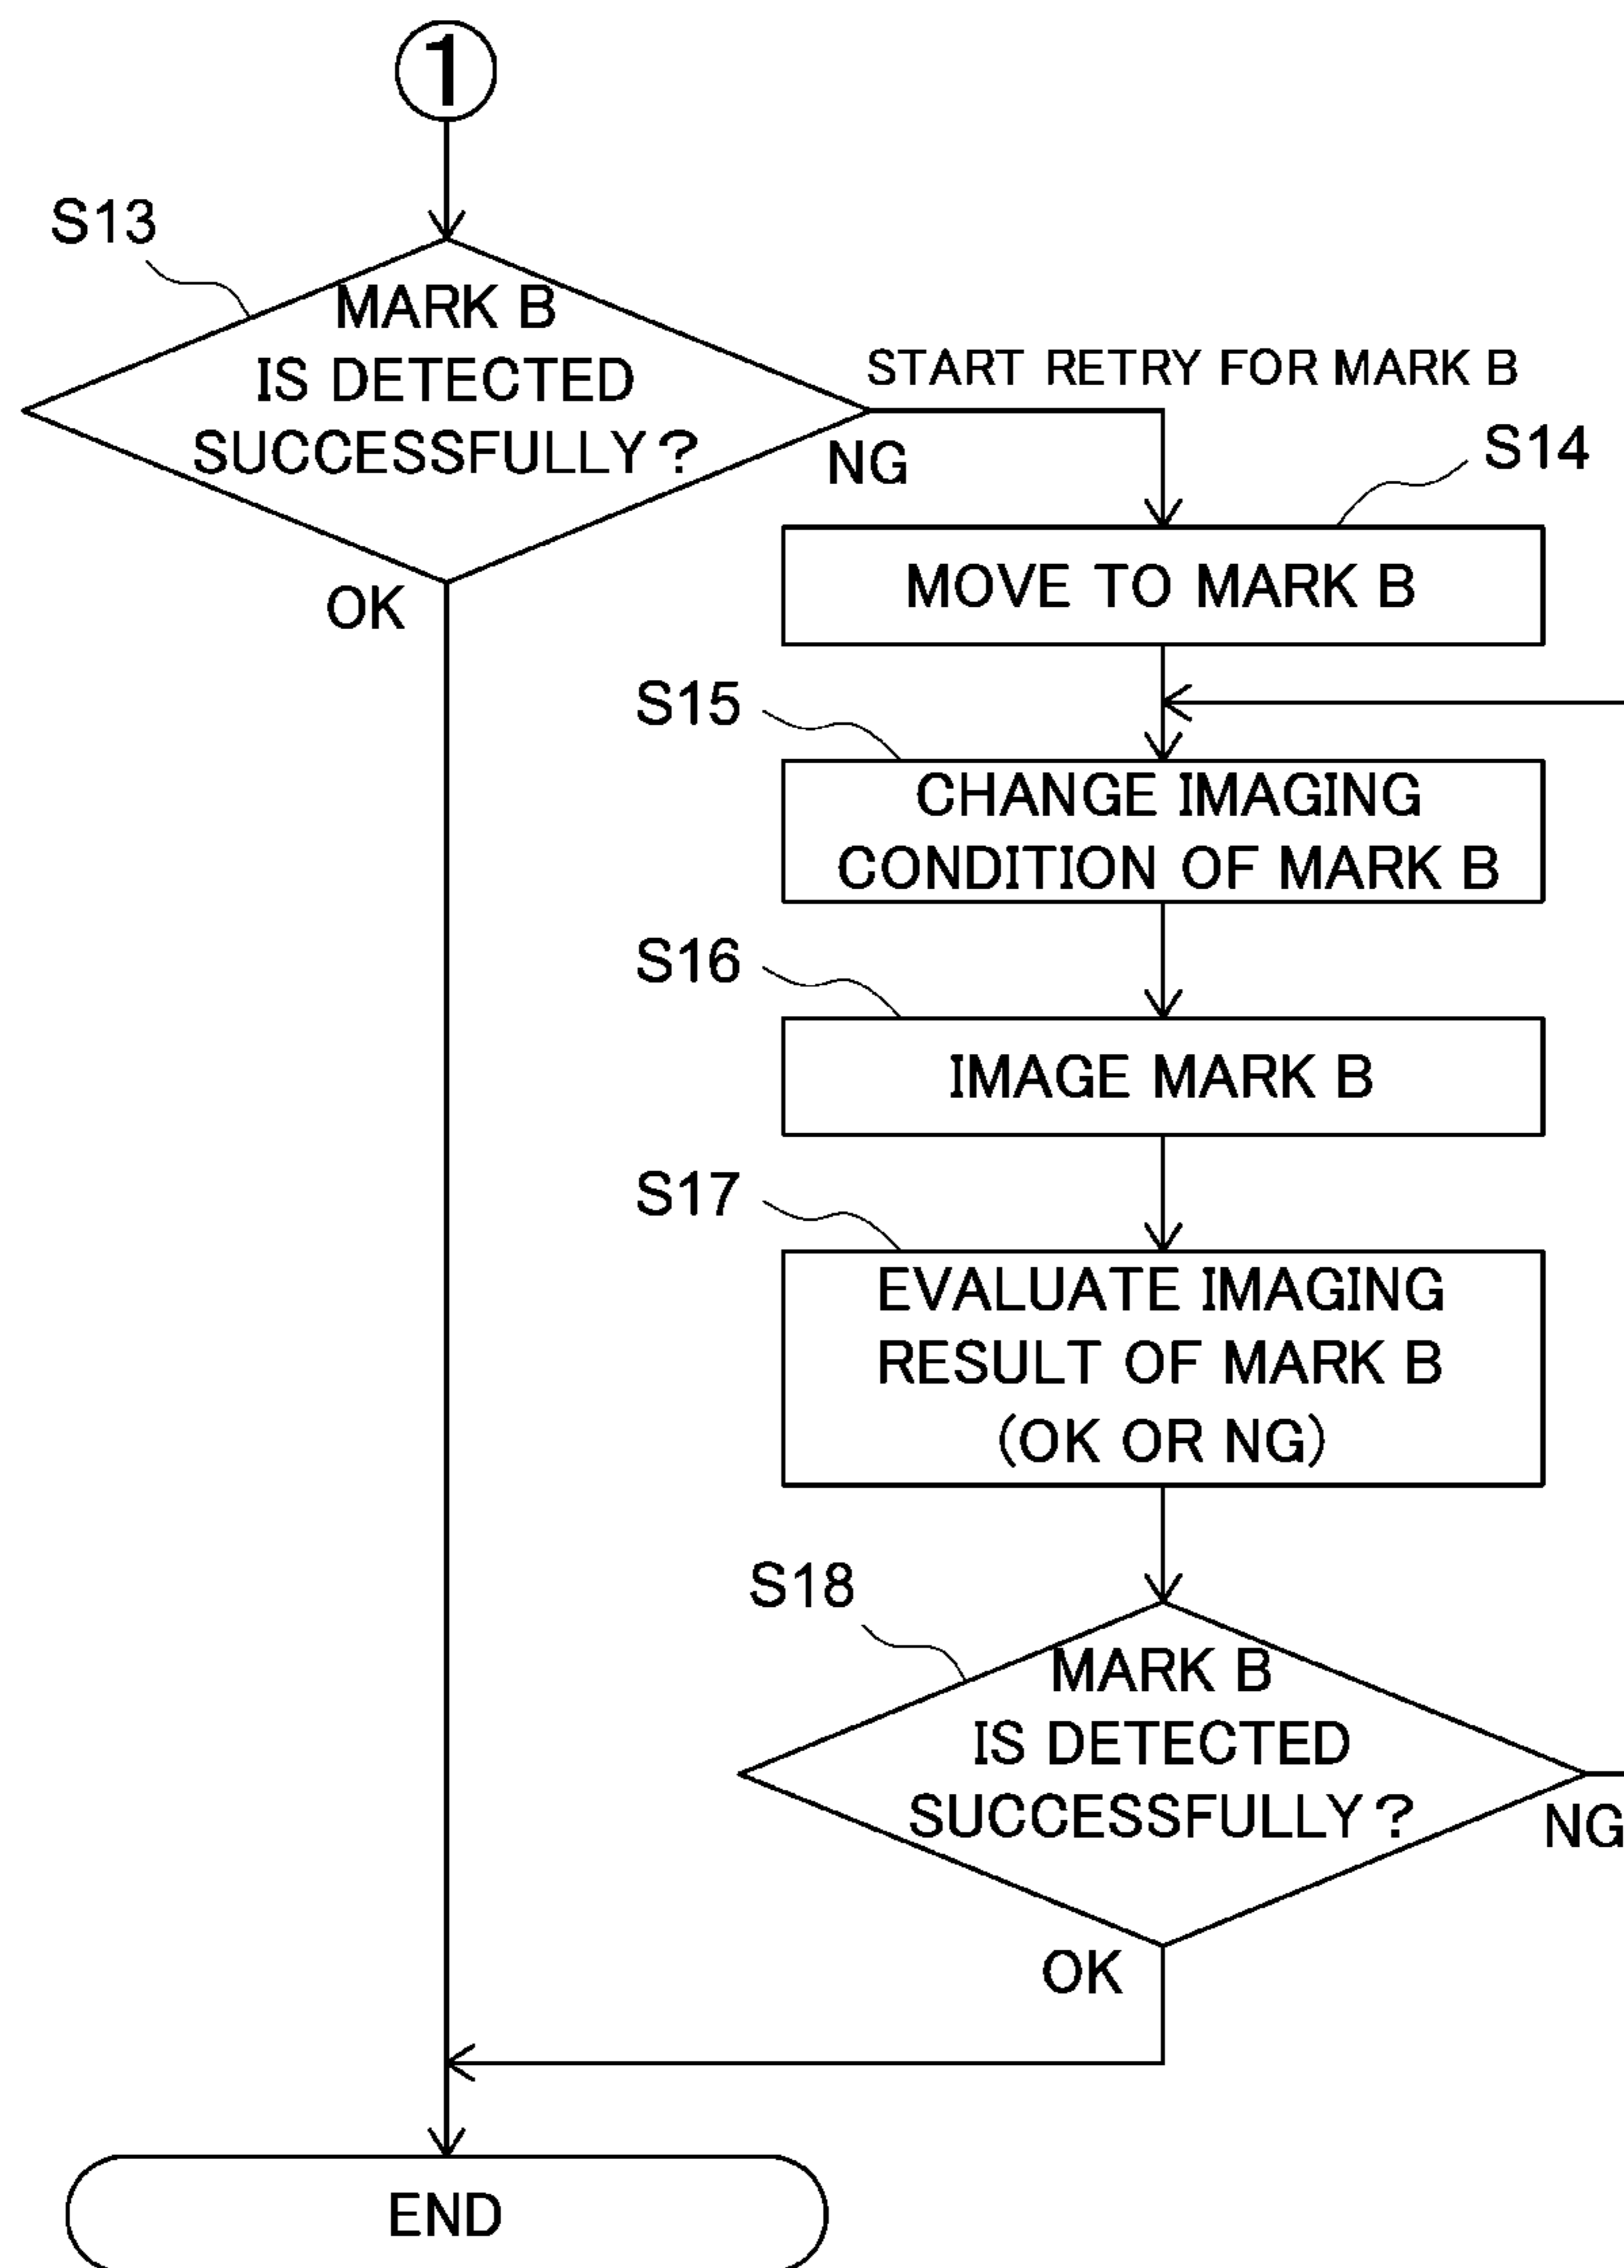 1
S13
MARK B
IS DETECTED
SUCCESSFULLY?
START RETRY FOR MARK B
NG
OK
S14
MOVE TO MARK B
S15
CHANGE IMAGING
CONDITION OF MARK B
S16
IMAGE MARK B
S17
EVALUATE IMAGING
RESULT OF MARK B
(OK OR NG)
S18
MARK B
IS DETECTED
SUCCESSFULLY?
NG
OK
END